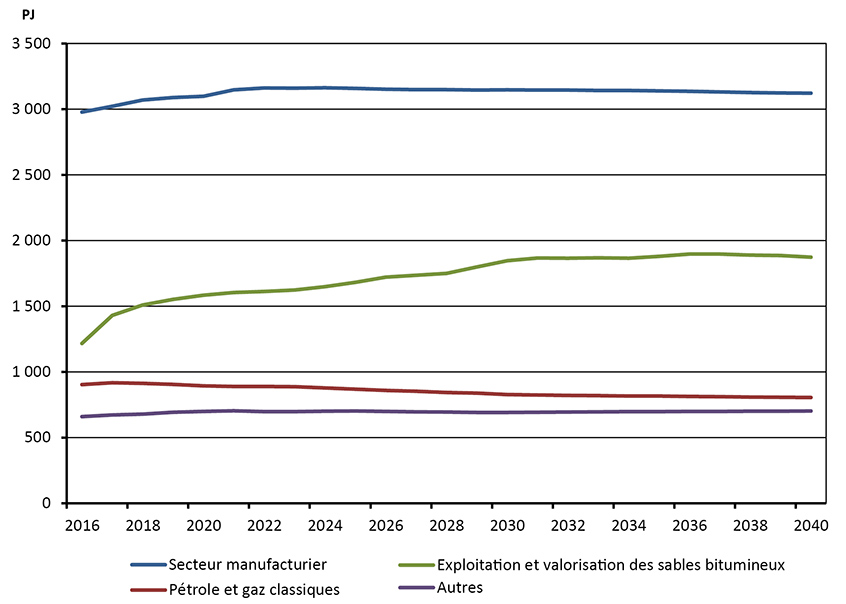 PJ
3 500
3 000
2 500
2 000
1 500
1 000
500
0
2016 2018 2020 2022 2024 2026 2028 2030 2032 2034 2036 2038 2040
Secteur manufacturier
Exploitation et valorisation des sables bitumineux
Pétrole et gaz classiques
Autres